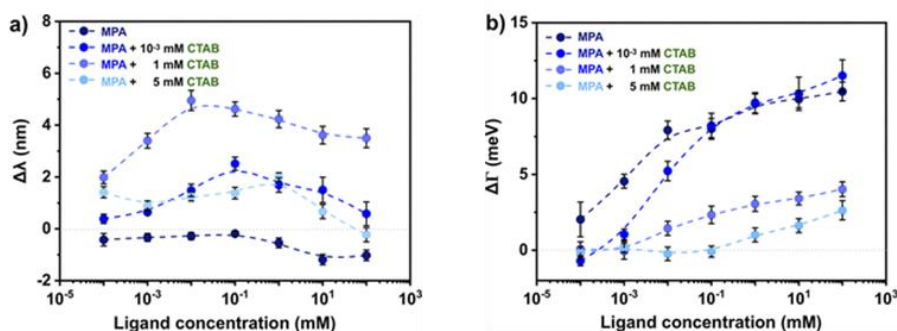 a)
8
6
4
2
0
-2
Δλ (nm)
MPA
MPA + 10-3 mM CTAB
MPA + 1 mM CTAB
MPA + 5 mM CTAB
10-5 10-3 10-1 101 103
Ligand concentration (mM)
b)
15
10
5
0
ΔΓ (meV)
MPA
MPA + 10-3 mM CTAB
MPA + 1 mM CTAB
MPA + 5 mM CTAB
10-5 10-3 10-1 101 103
Ligand concentration (mM)